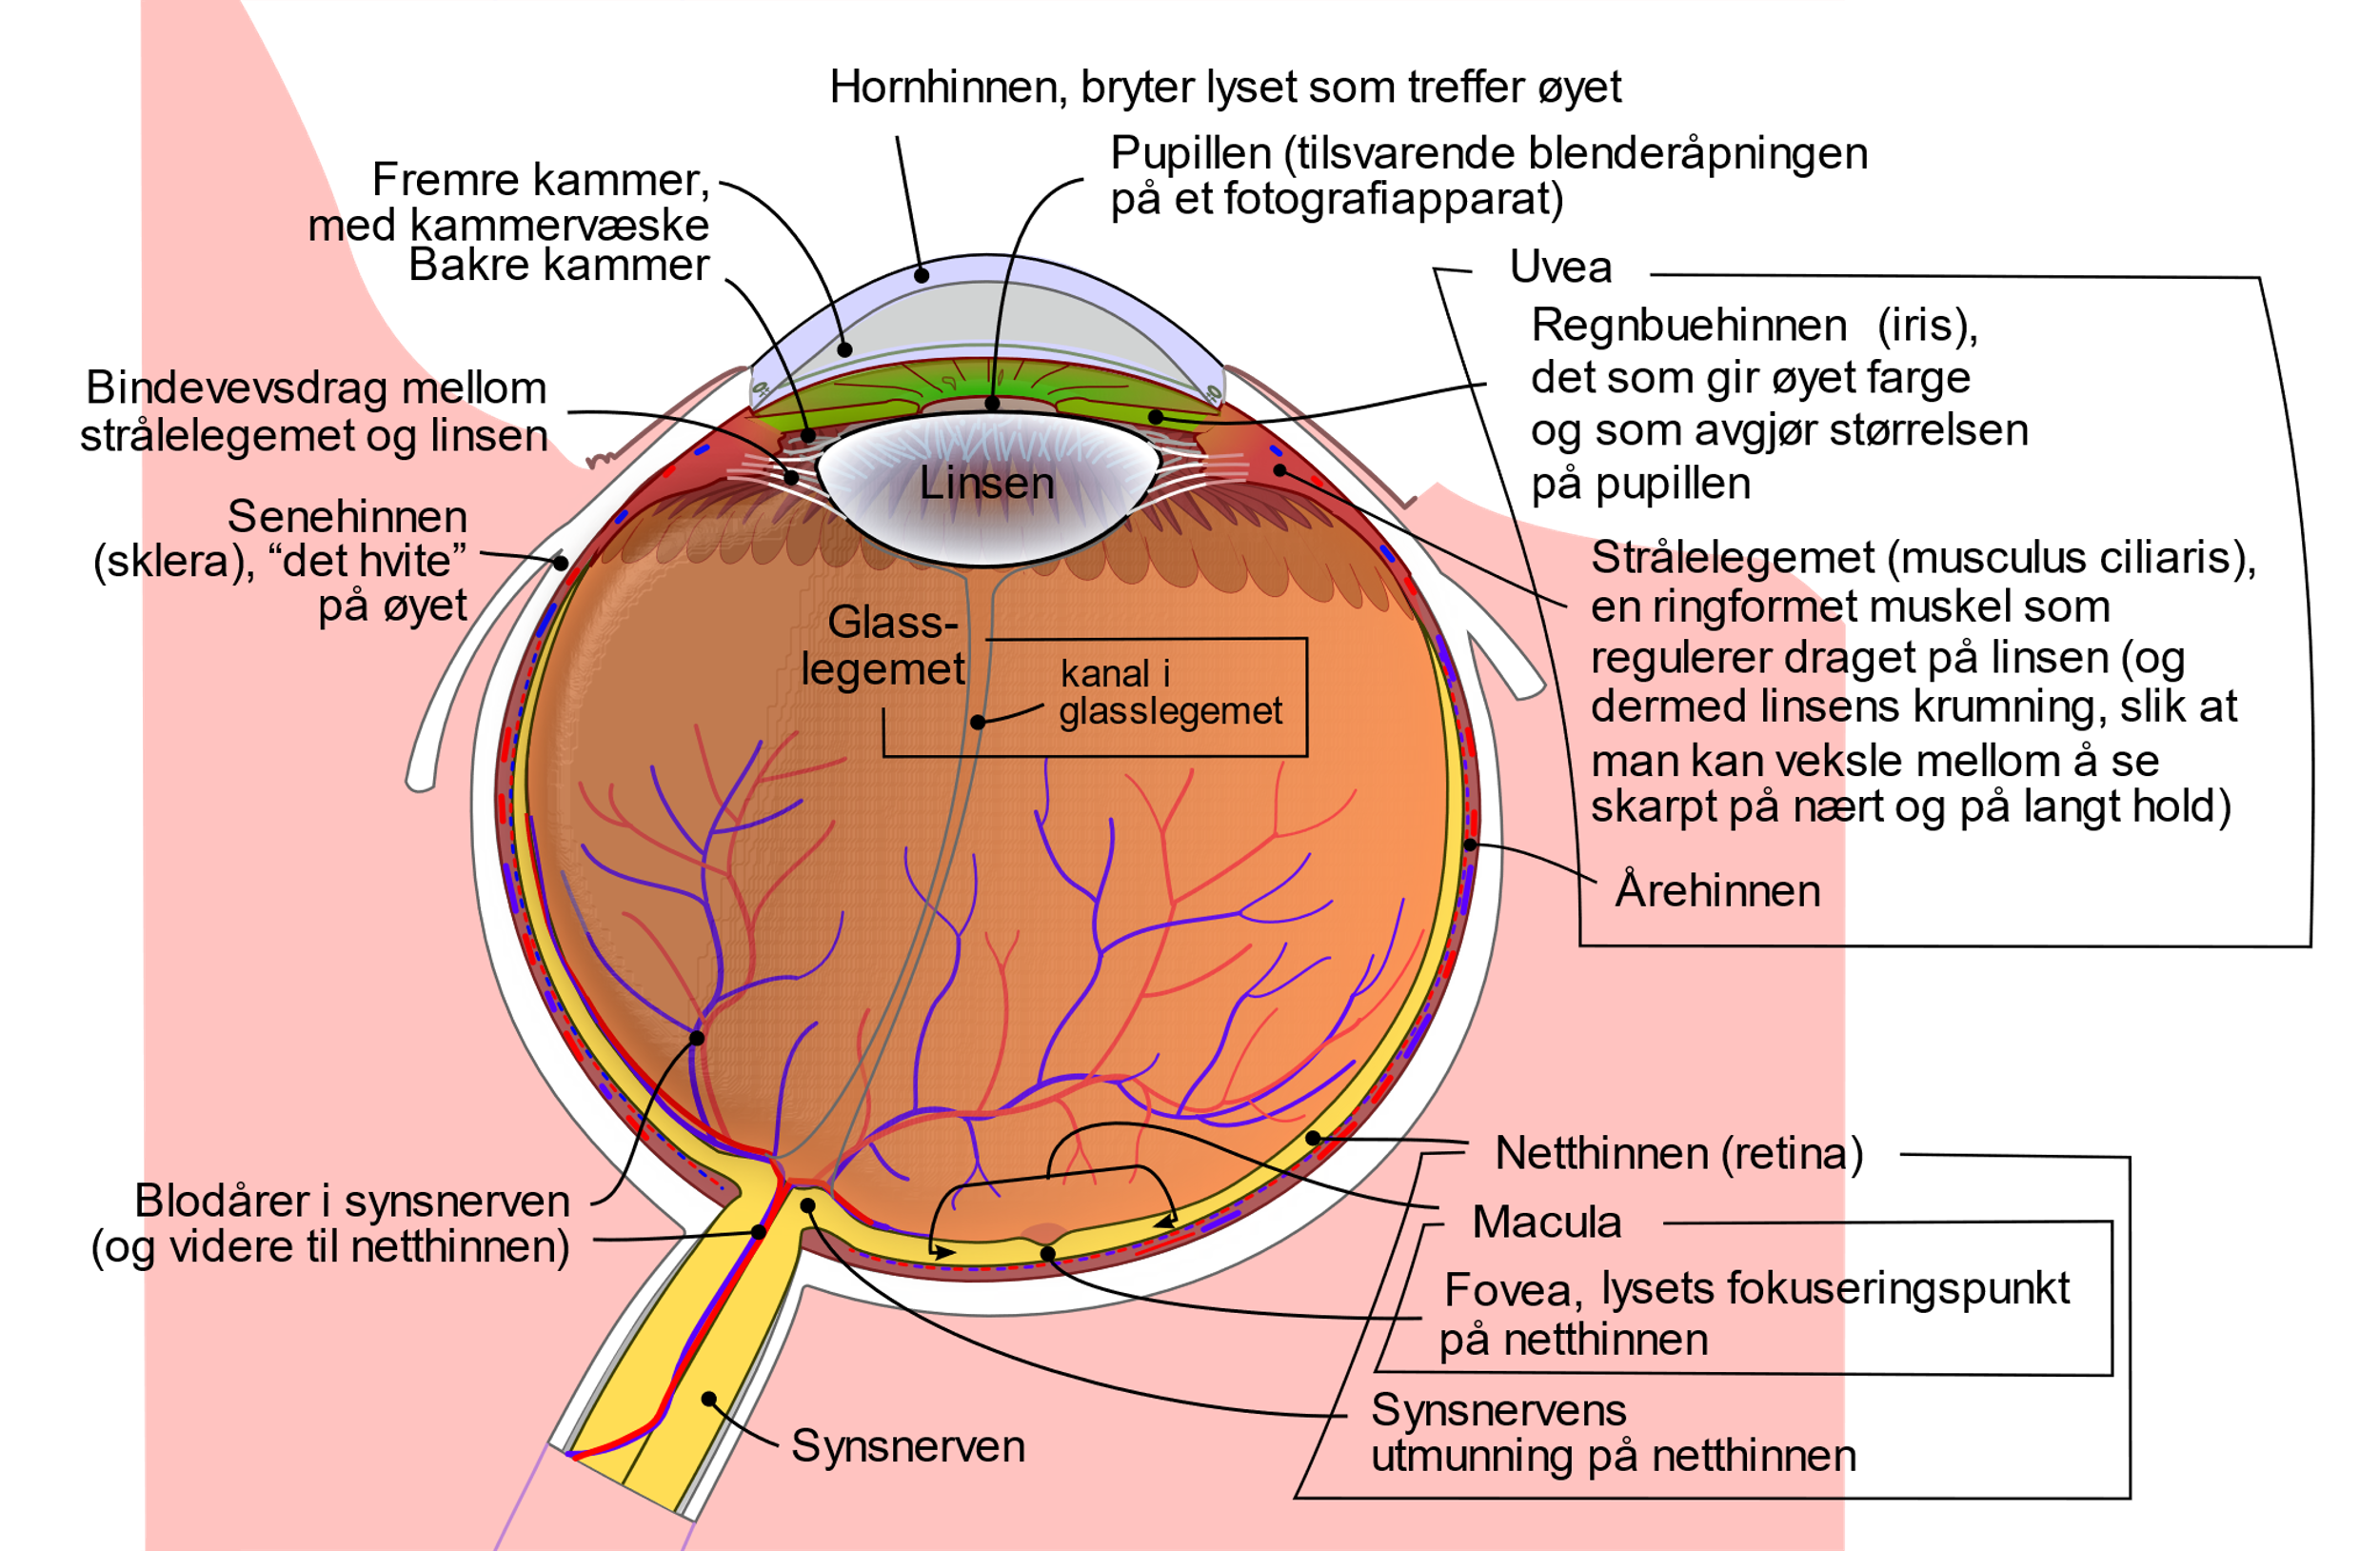 Hornhinnen, bryter lyset som treffer øyet
Pupillen (tilsvarende blenderåpningen
på et fotografiapparat)
Fremre kammer,
med kammervæske
Bakre kammer
Uvea
Regnbuehinnen (iris),
det som gir øyet farge
og som avgjør størrelsen
på pupillen
Bindevevsdrag mellom
strålelegemet og linsen
Linsen
Senehinnen
(sklera), “det hvite”
på øyet
Strålelegemet (musculus ciliaris),
en ringformet muskel som
regulerer draget på linsen (og
dermed linsens krumning, slik at
man kan veksle mellom å se
skarpt på nært og på langt hold)
Glass-
legemet
kanal i
glasslegemet
Årehinnen
Netthinnen (retina)
Macula
Fovea, lysets fokuseringspunkt
på netthinnen
Blodårer i synsnerven
(og videre til netthinnen)
Synsnervens
utmunning på netthinnen
Synsnerven